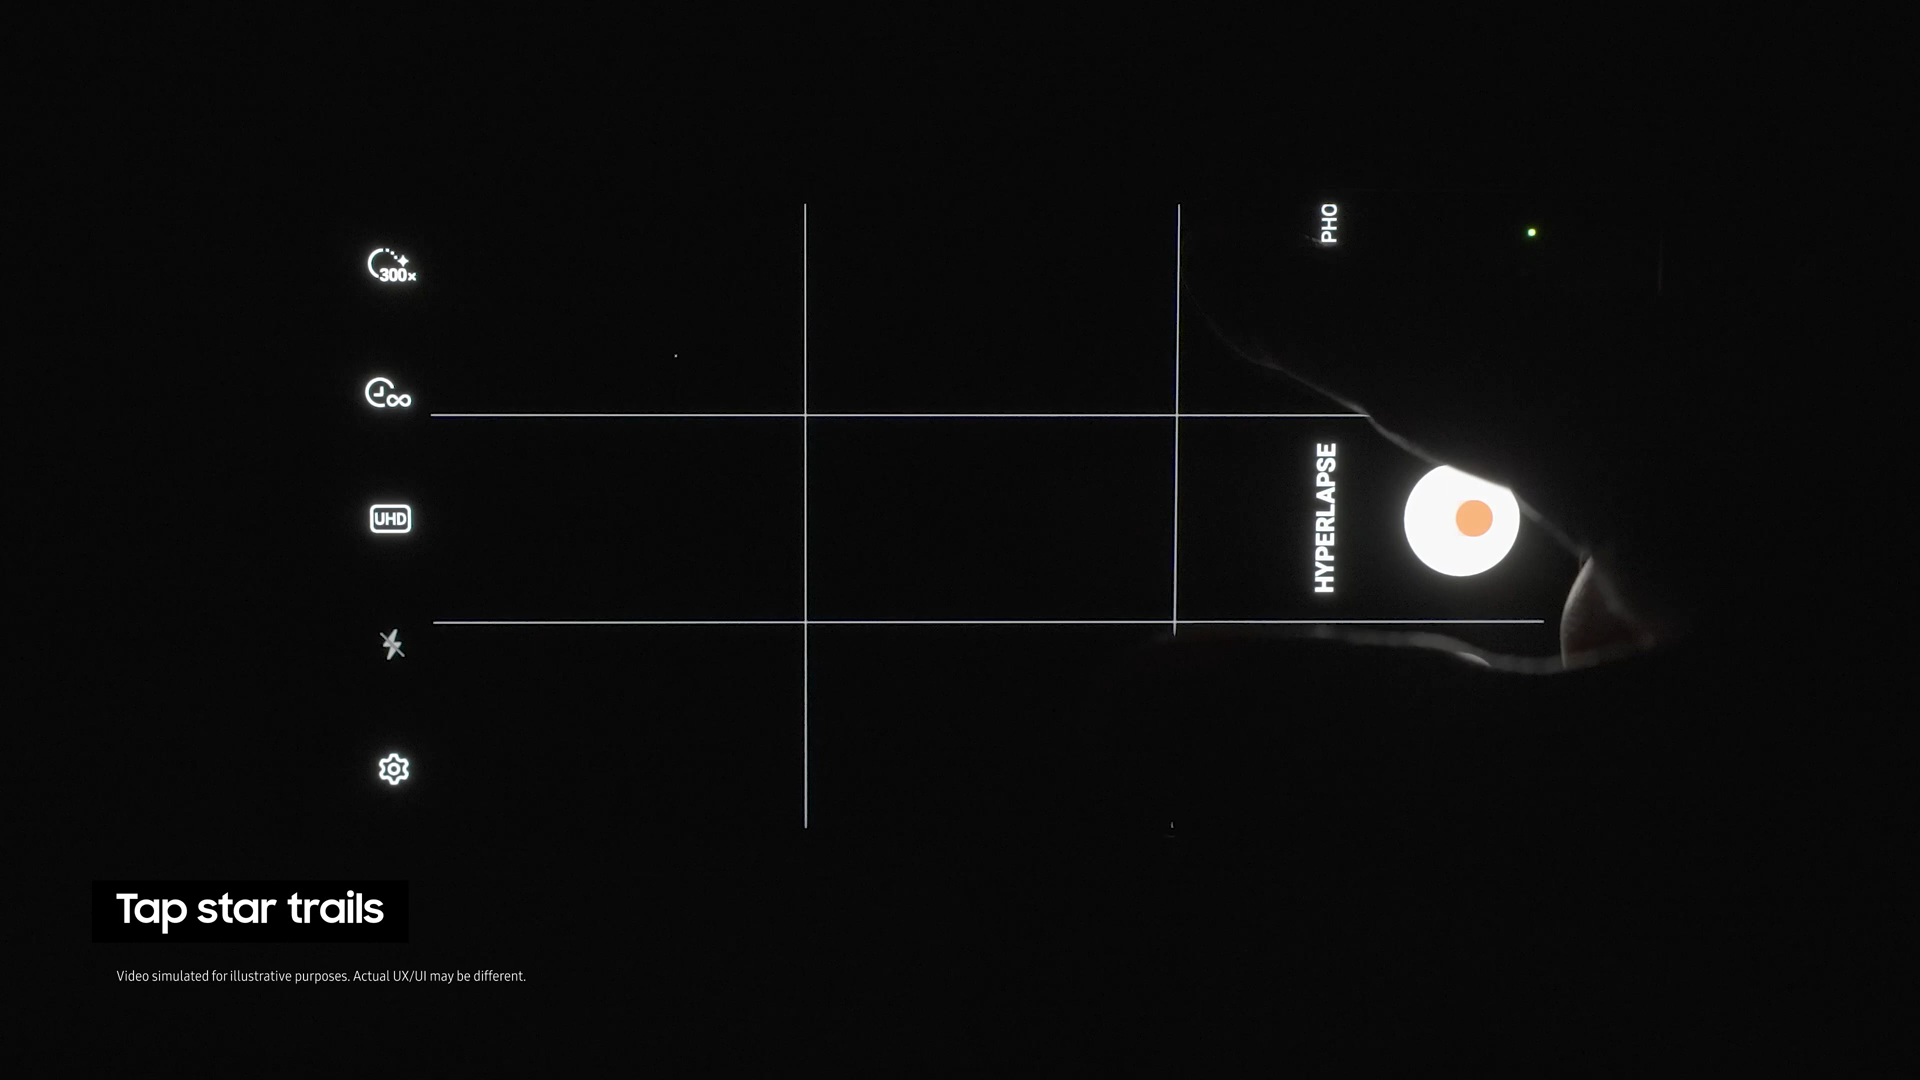 300x
UHD
PHO
HYPERLAPSE
Tap star trails
Video simulated for illustrative purposes. Actual UX/UI may be different.